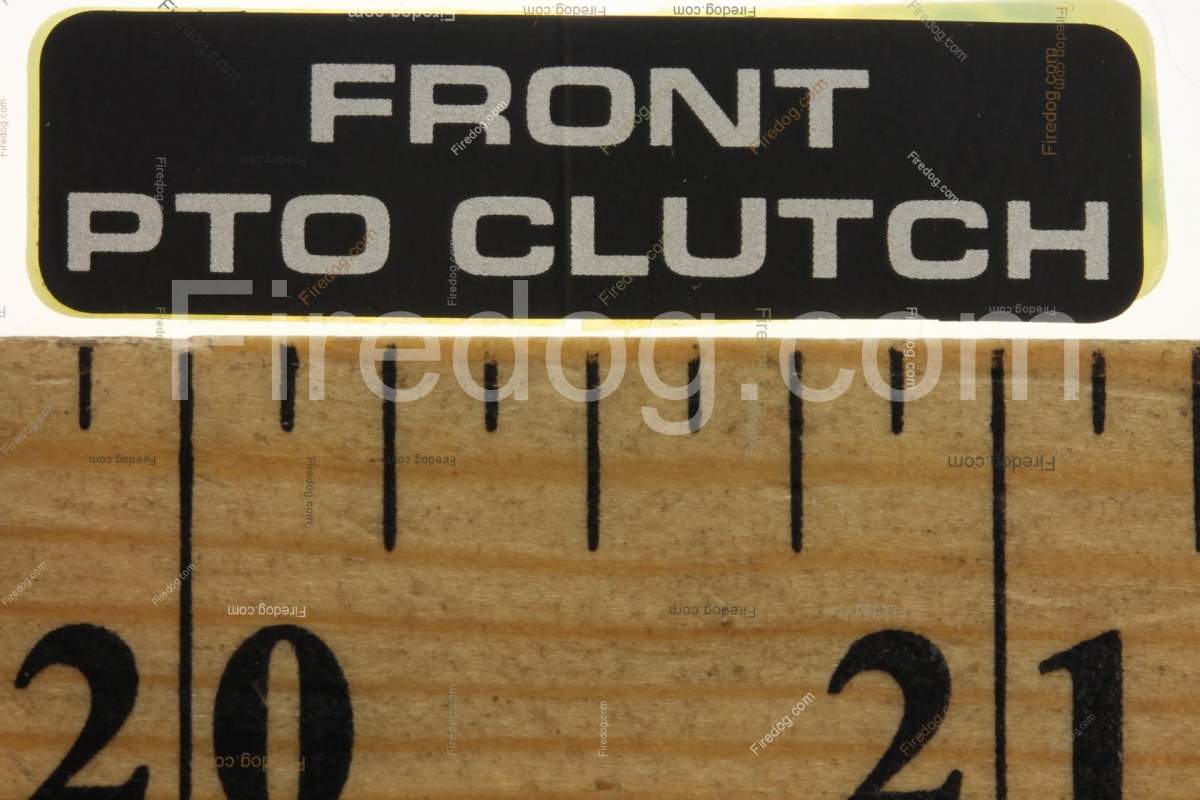 FRONT
PTO CLUTCH
Firedog.com
20 21